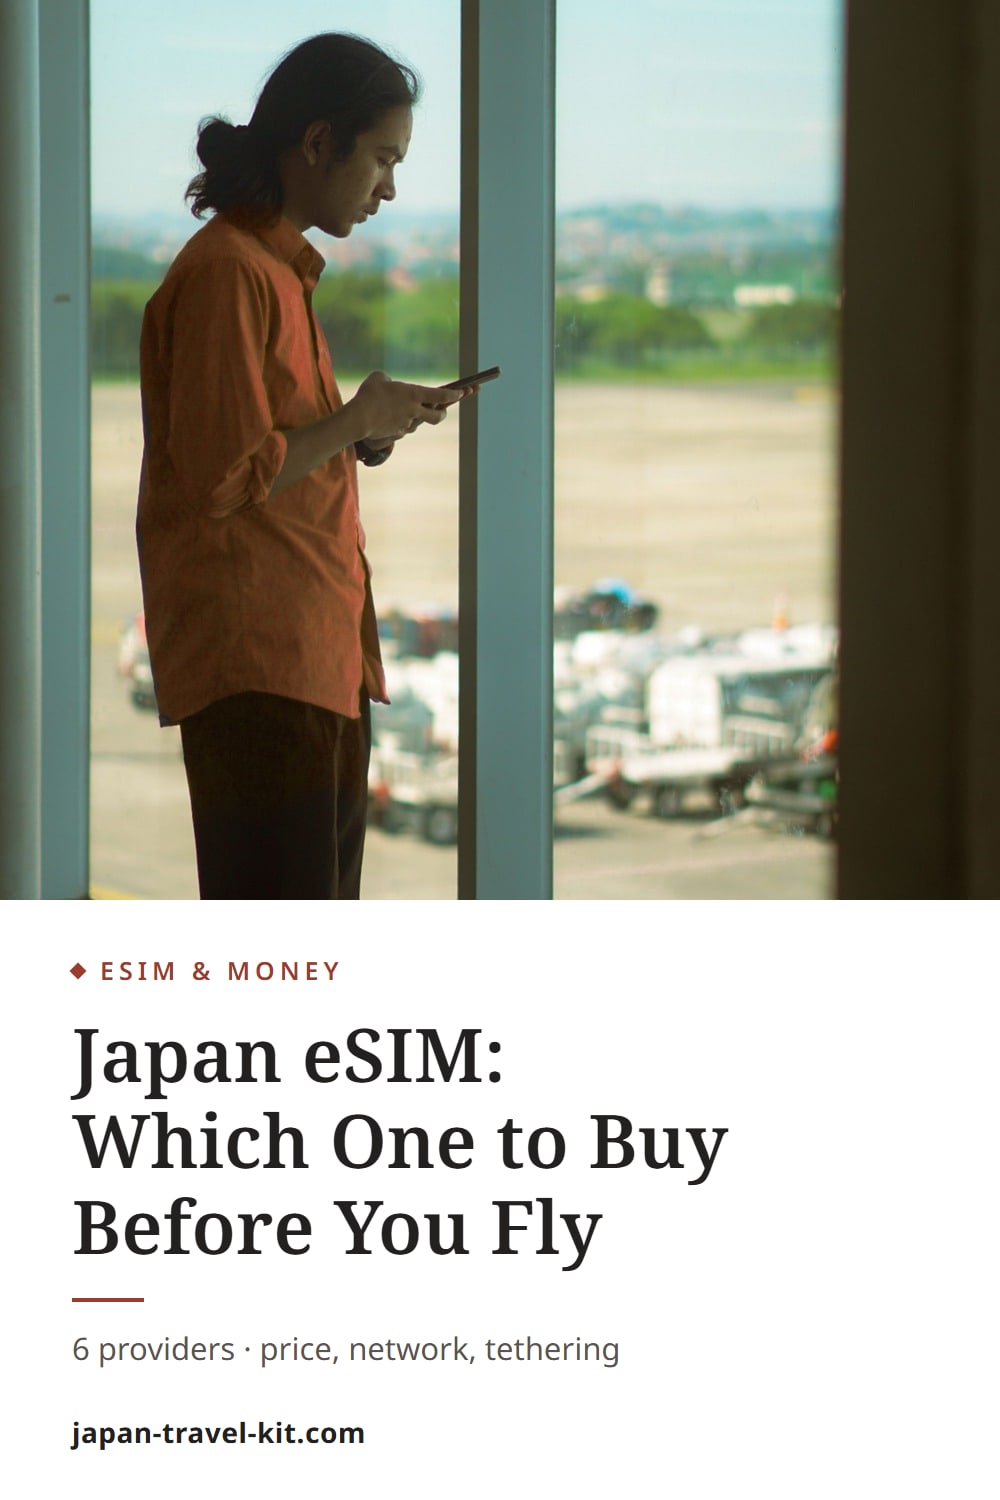 ESIM & MONEY
Japan eSIM:
Which One to Buy
Before You Fly
6 providers · price, network, tethering
japan-travel-kit.com